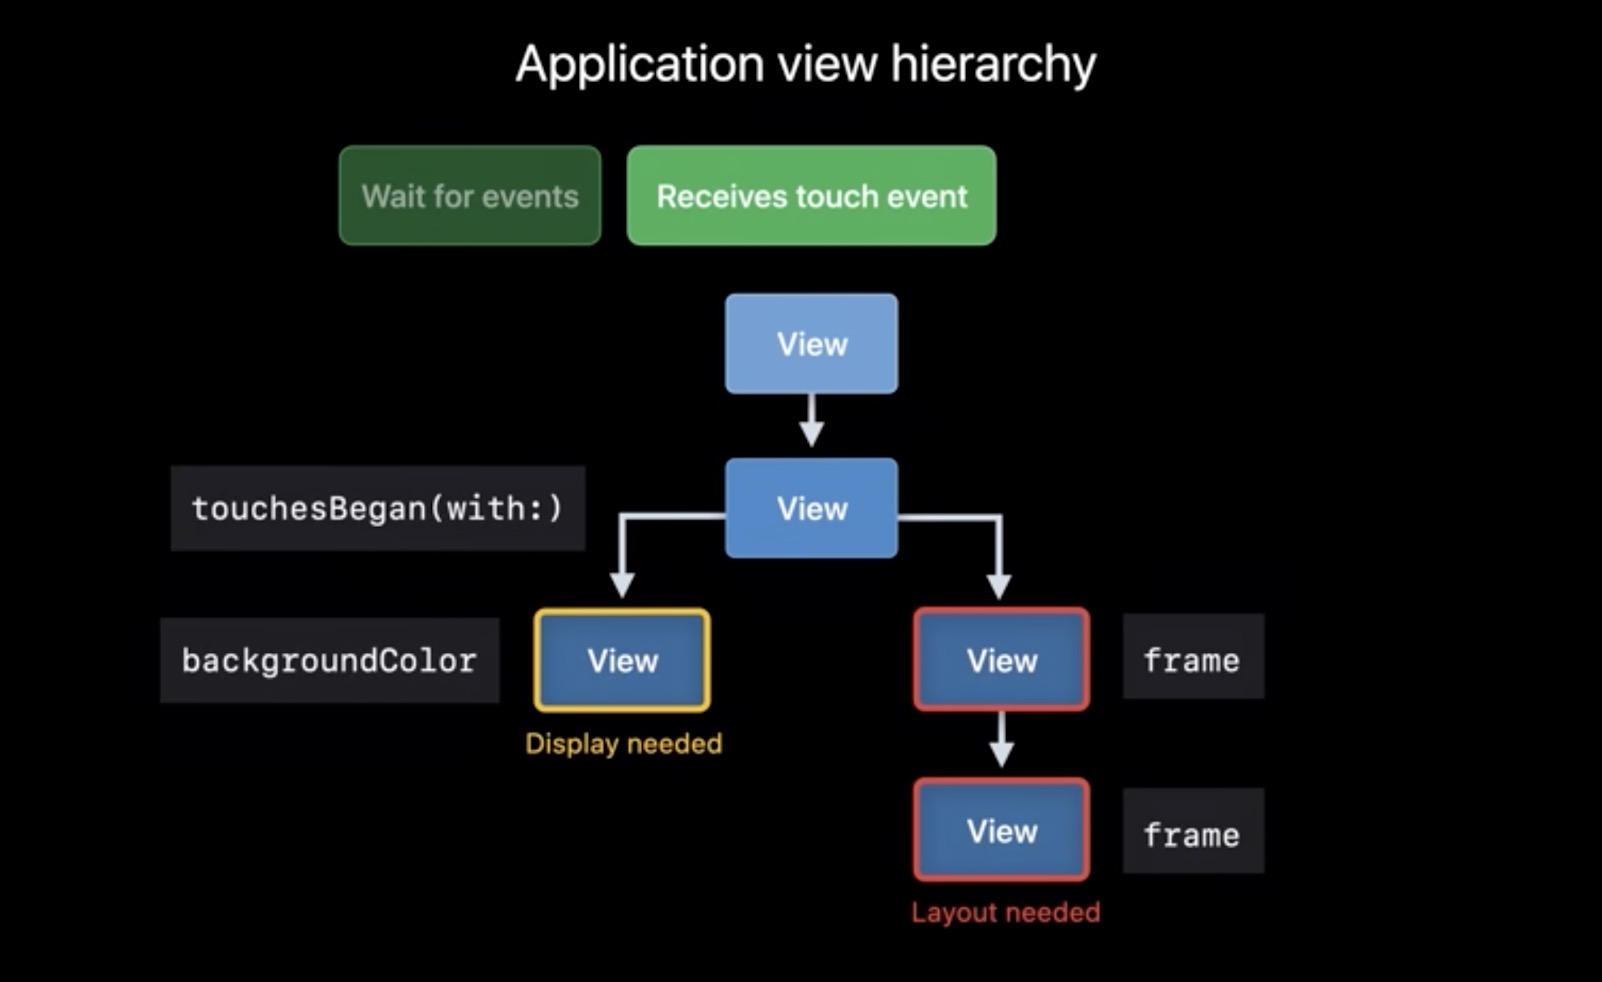 Application view hierarchy
Wait for events
Receives touch event
View
touchesBegan(with:)
View
backgroundColor
View
View
frame
Display needed
View
frame
Layout needed